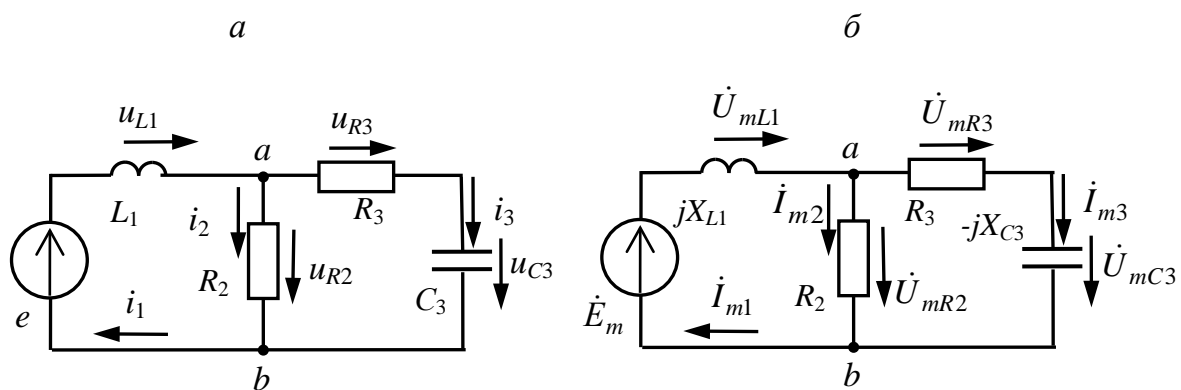 а б
u_{L1} u_{R3} \dot{U}_{mL1} \dot{U}_{mR3}
a a
L_1 i_2 R_3 i_3 jX_{L1} \dot{I}_{m2} R_3 -jX_{C3} \dot{I}_{m3}
R_2 u_{R2} C_3 u_{C3} R_2 \dot{U}_{mR2} \dot{U}_{mC3}
e i_1 \dot{E}_m \dot{I}_{m1}
b b